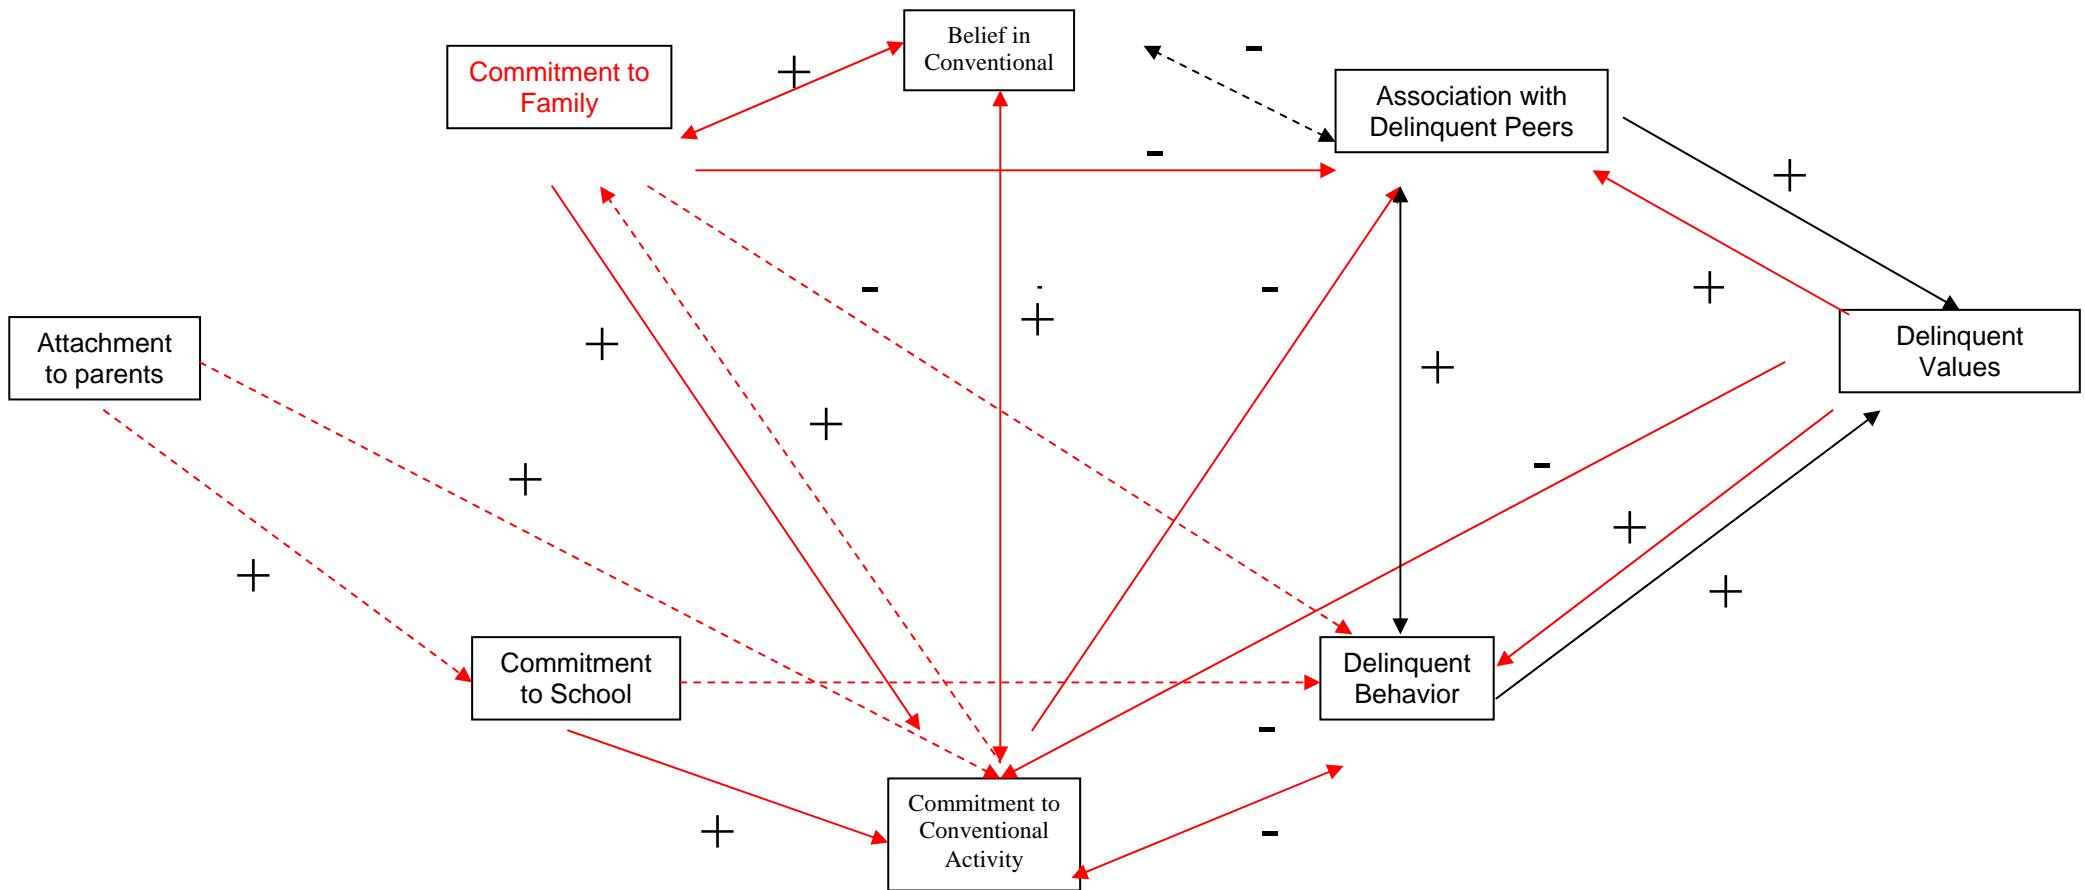 Belief in
Conventional
Commitment to
Family
+
-
Association with
Delinquent Peers
-
+
-
-
-
+
+
+
Attachment
to parents
Delinquent
Values
+
+
-
+
+
+
+
Commitment
to School
Delinquent
Behavior
-
Commitment to
Conventional
Activity
+
-